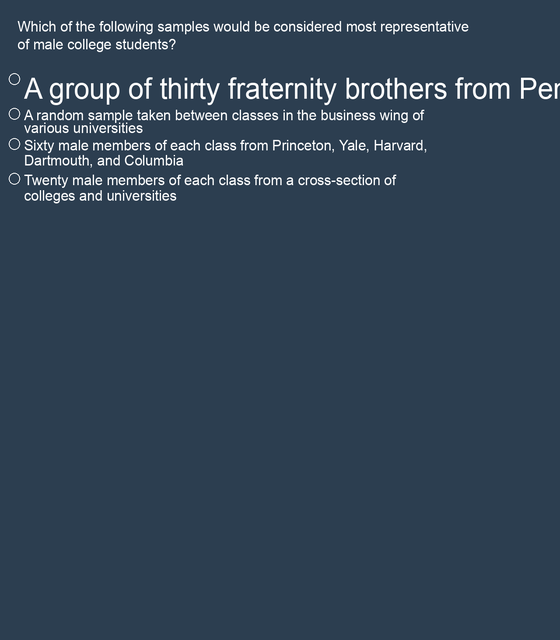 Which of the following samples would be considered most representative
of male college students?
A group of thirty fraternity brothers from
A random sample taken between classes in the business wing of
various universities
Sixty male members of each class from Princeton, Yale, Harvard,
Dartmouth, and Columbia
Twenty male members of each class from a cross-section of
colleges and universities